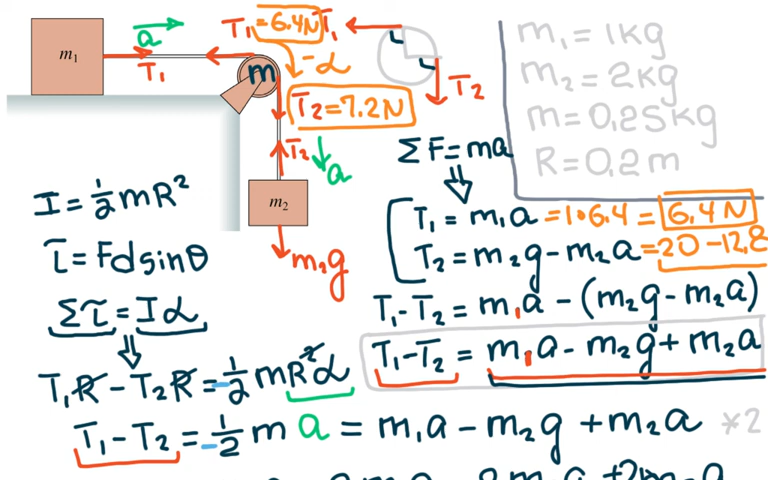 m₁
a
T₁
T₁=6.4N
-α
m
T₂=7.2N
T₂
a
m₂
m₂g
T₁
T₂
m₁=1kg
m₂=2kg
m=0,25kg
R=0,2m
ΣF=ma
⇓
T₁=m₁a=1•6.4=6.4N
T₂=m₂g-m₂a=20-12,8
T₁-T₂=m₁a-(m₂g-m₂a)
T₁-T₂=m₁a-m₂g+m₂a
I=½mR²
τ=Fdsinθ
Στ=Iα
⇓
T₁R-T₂R=-½mR²α
T₁-T₂=-½ma=m₁a-m₂g+m₂a *2